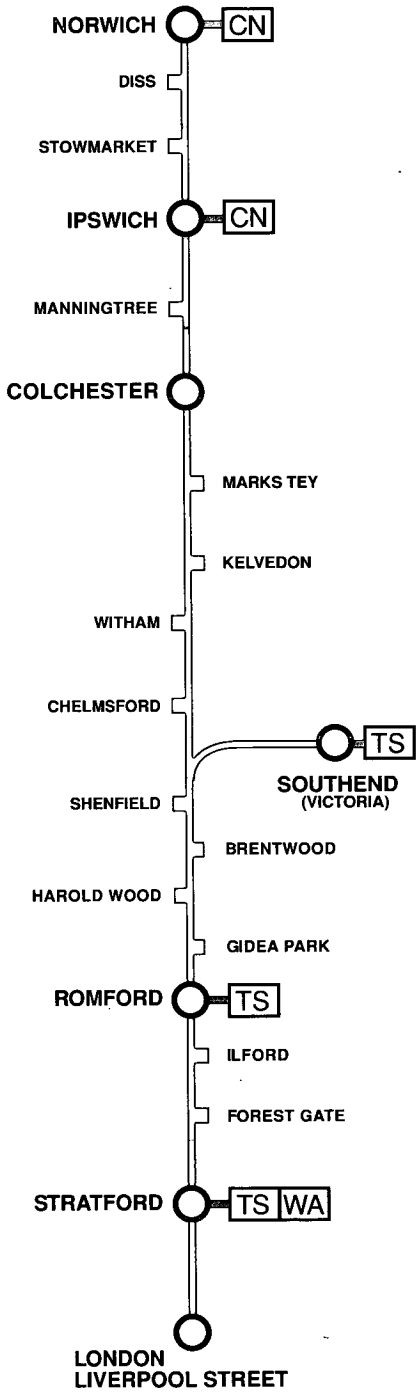 NORWICH CN
DISS
STOWMARKET
IPSWICH CN
MANNINGTREE
COLCHESTER
MARKS TEY
KELVEDON
WITHAM
CHELMSFORD
TS
SOUTHEND
(VICTORIA)
SHENFIELD
BRENTWOOD
HAROLD WOOD
GIDEA PARK
ROMFORD TS
ILFORD
FOREST GATE
STRATFORD TS WA
LONDON
LIVERPOOL STREET